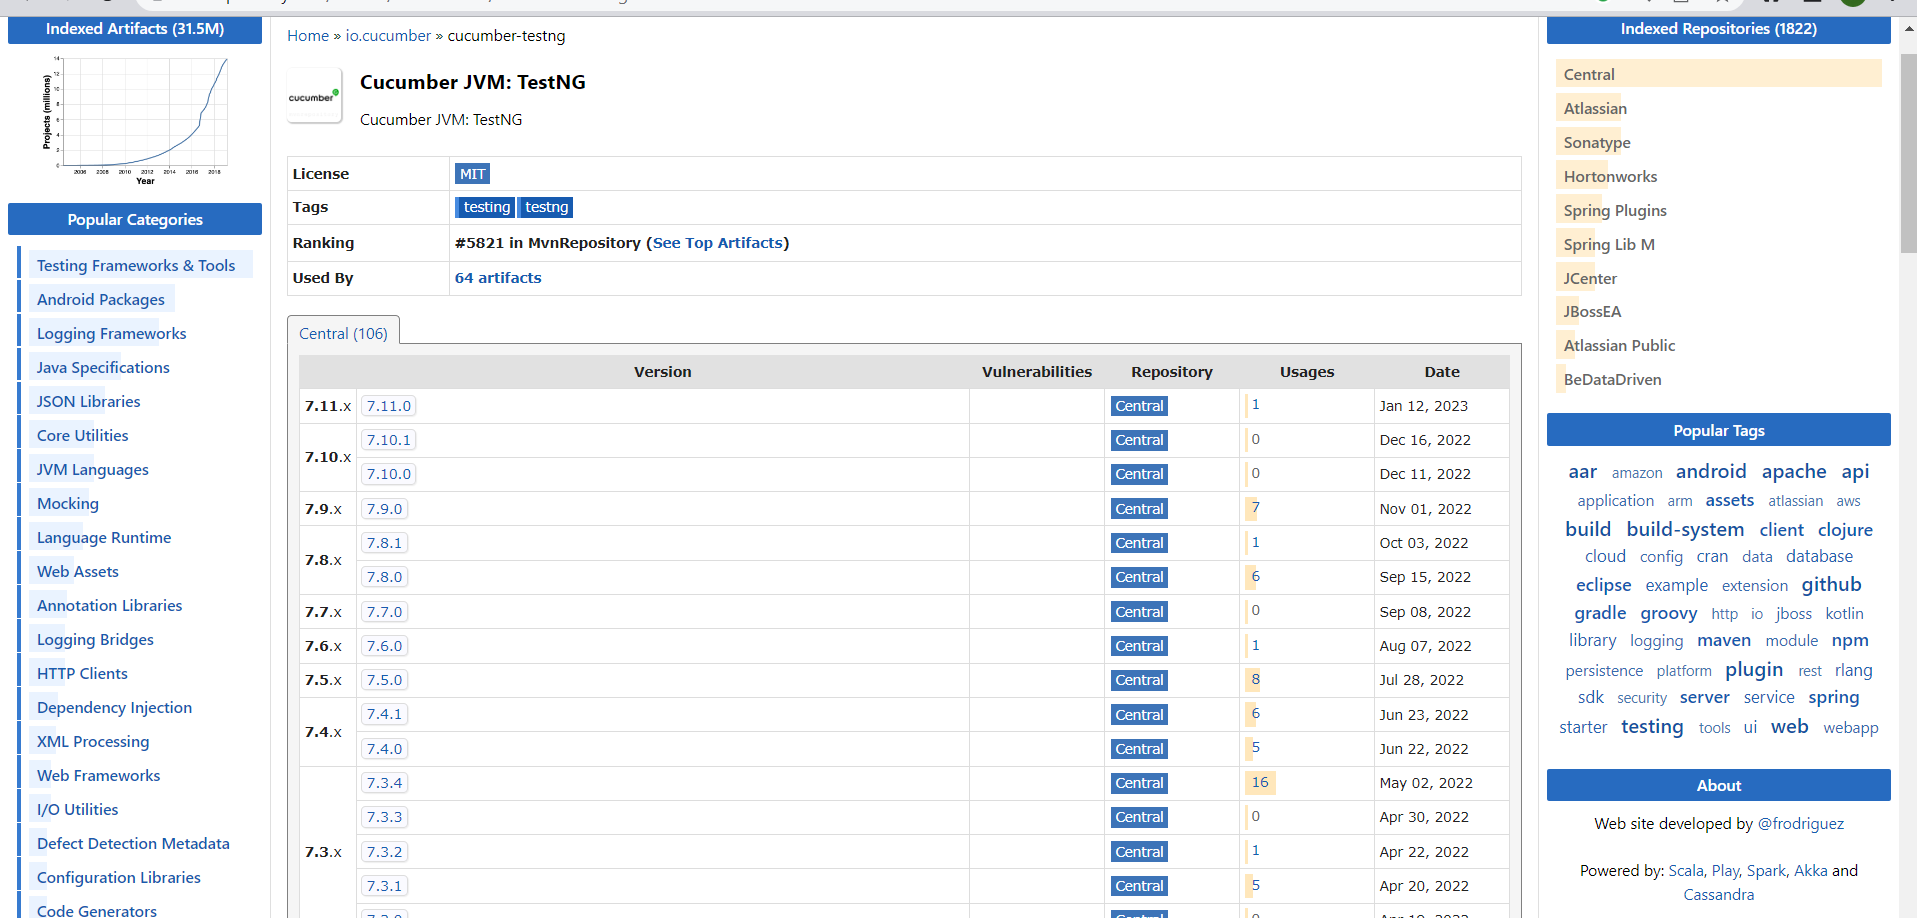 Indexed Artifacts (31.5M)
Projects (millions)
14
12
10
8
6
4
2
0
2006 2008 2010 2012 2014 2016 2018
Year
Popular Categories
Testing Frameworks & Tools
Android Packages
Logging Frameworks
Java Specifications
JSON Libraries
Core Utilities
JVM Languages
Mocking
Language Runtime
Web Assets
Annotation Libraries
Logging Bridges
HTTP Clients
Dependency Injection
XML Processing
Web Frameworks
I/O Utilities
Defect Detection Metadata
Configuration Libraries
Code Generators
Home » io.cucumber » cucumber-testng
cucumber
Cucumber JVM: TestNG
Cucumber JVM: TestNG
License MIT
Tags testing testng
Ranking #5821 in MvnRepository (See Top Artifacts)
Used By 64 artifacts
Central (106)
Version Vulnerabilities Repository Usages Date
7.11.x 7.11.0 Central 1 Jan 12, 2023
7.10.x 7.10.1 Central 0 Dec 16, 2022
7.10.0 Central 0 Dec 11, 2022
7.9.x 7.9.0 Central 7 Nov 01, 2022
7.8.x 7.8.1 Central 1 Oct 03, 2022
7.8.0 Central 6 Sep 15, 2022
7.7.x 7.7.0 Central 0 Sep 08, 2022
7.6.x 7.6.0 Central 1 Aug 07, 2022
7.5.x 7.5.0 Central 8 Jul 28, 2022
7.4.x 7.4.1 Central 6 Jun 23, 2022
7.4.0 Central 5 Jun 22, 2022
7.3.x 7.3.4 Central 16 May 02, 2022
7.3.3 Central 0 Apr 30, 2022
7.3.2 Central 1 Apr 22, 2022
7.3.1 Central 5 Apr 20, 2022
Indexed Repositories (1822)
Central
Atlassian
Sonatype
Hortonworks
Spring Plugins
Spring Lib M
JCenter
JBossEA
Atlassian Public
BeDataDriven
Popular Tags
aar amazon android apache api
application arm assets atlassian aws
build build-system client clojure
cloud config cran data database
eclipse example extension github
gradle groovy http io jboss kotlin
library logging maven module npm
persistence platform plugin rest rlang
sdk security server service spring
starter testing tools ui web webapp
About
Web site developed by @frodriguez
Powered by: Scala, Play, Spark, Akka and
Cassandra